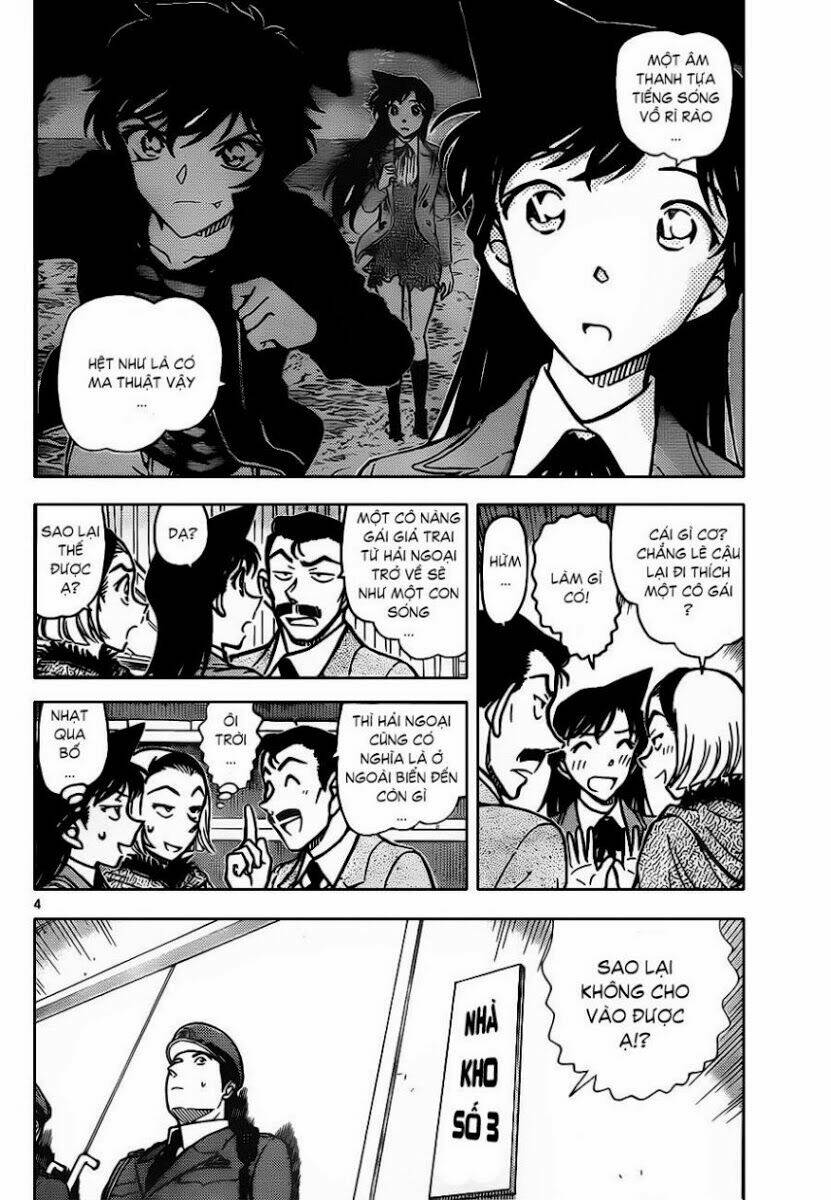 MỘT ÂM
THANH TỰA
TIẾNG SÓNG
VỖ RÌ RÀO
...
HỆT NHƯ LÀ CÓ
MA THUẬT VẬY
...
CÁI GÌ CƠ?
CHẲNG LẼ CẬU
LẠI ĐI THÍCH
MỘT CÔ GÁI
?
LÀM GÌ
CÓ!
HỪM
...
MỘT CÔ NÀNG
GÁI GIẢ TRAI
TỪ HẢI NGOẠI
TRỞ VỀ SẼ
NHƯ MỘT CON
SÓNG
...
DẠ?
SAO LẠI
THẾ
ĐƯỢC
Ạ?
THÌ HẢI NGOẠI
CŨNG CÓ
NGHĨA LÀ Ở
NGOÀI BIỂN ĐẾN
CÒN GÌ
...
ÔI
TRỜI
...
NHẠT
QUÁ
BỐ
...
4
SAO LẠI
KHÔNG CHO
VÀO ĐƯỢC
Ạ!?
NHÀ
KHO
SỐ 3